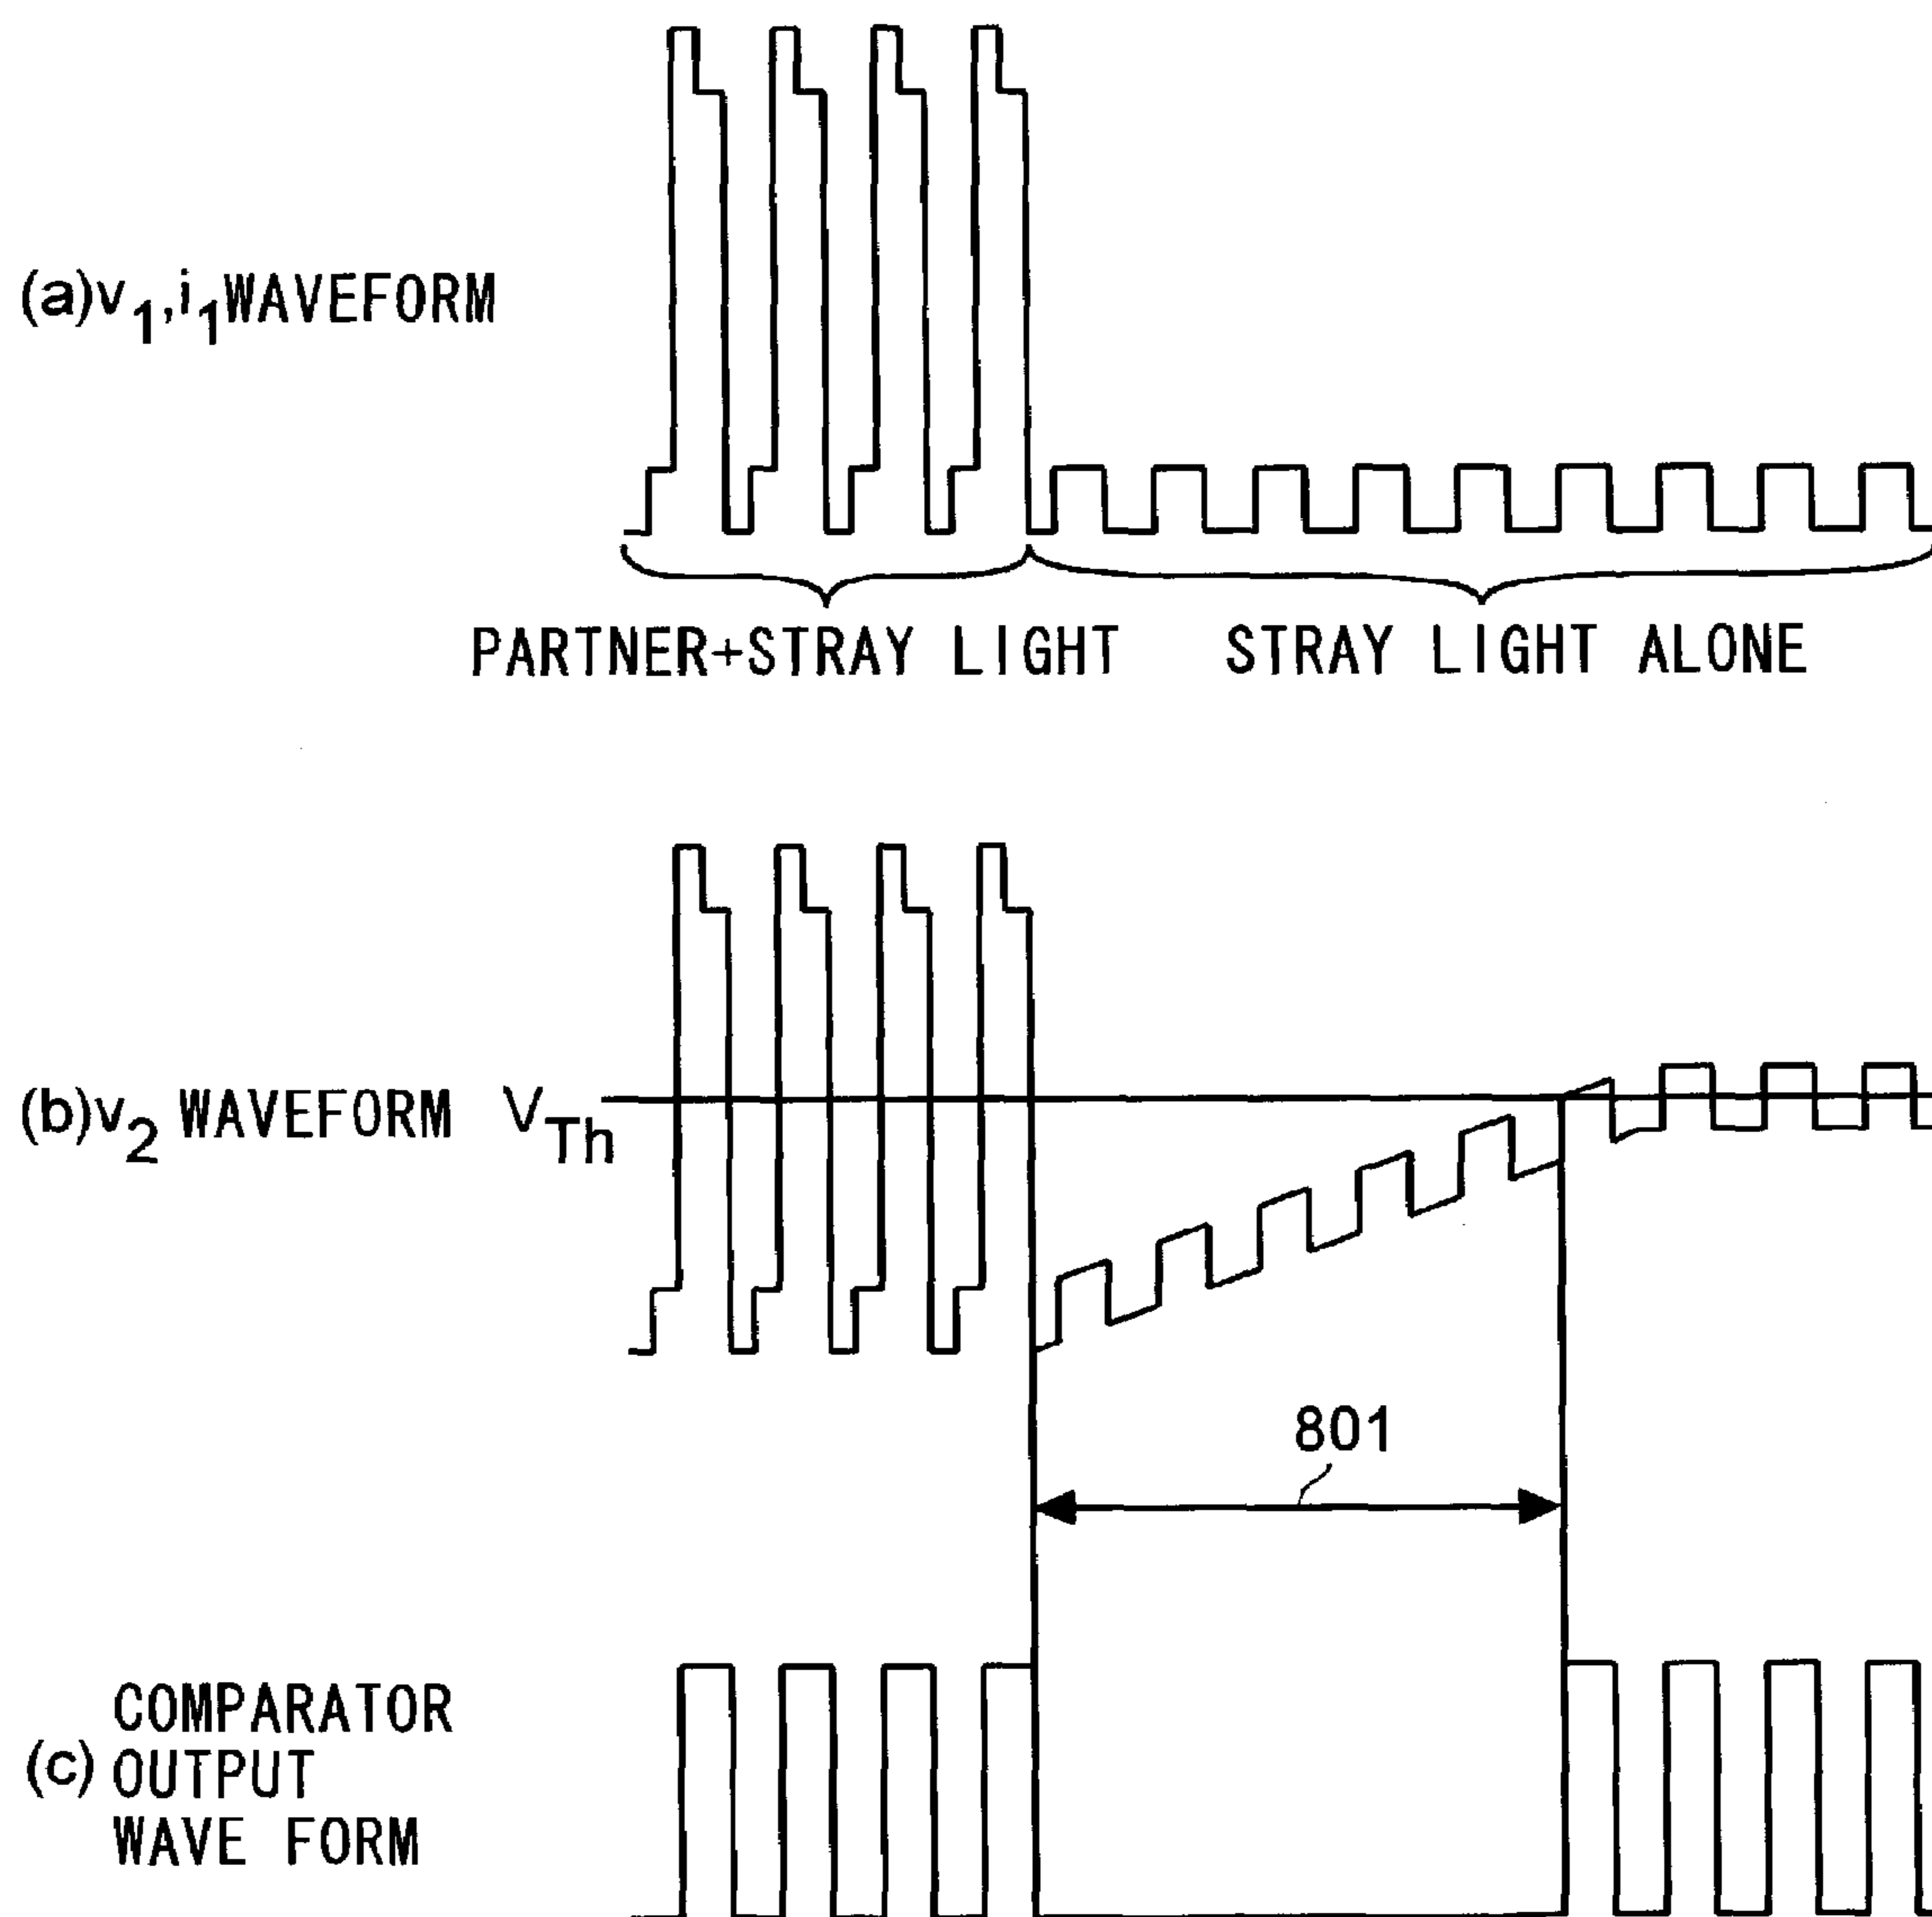 (a)v1,i1WAVEFORM
PARTNER+STRAY LIGHT
STRAY LIGHT ALONE
(b)v2 WAVEFORM
VTh
801
COMPARATOR
(c) OUTPUT
WAVE FORM